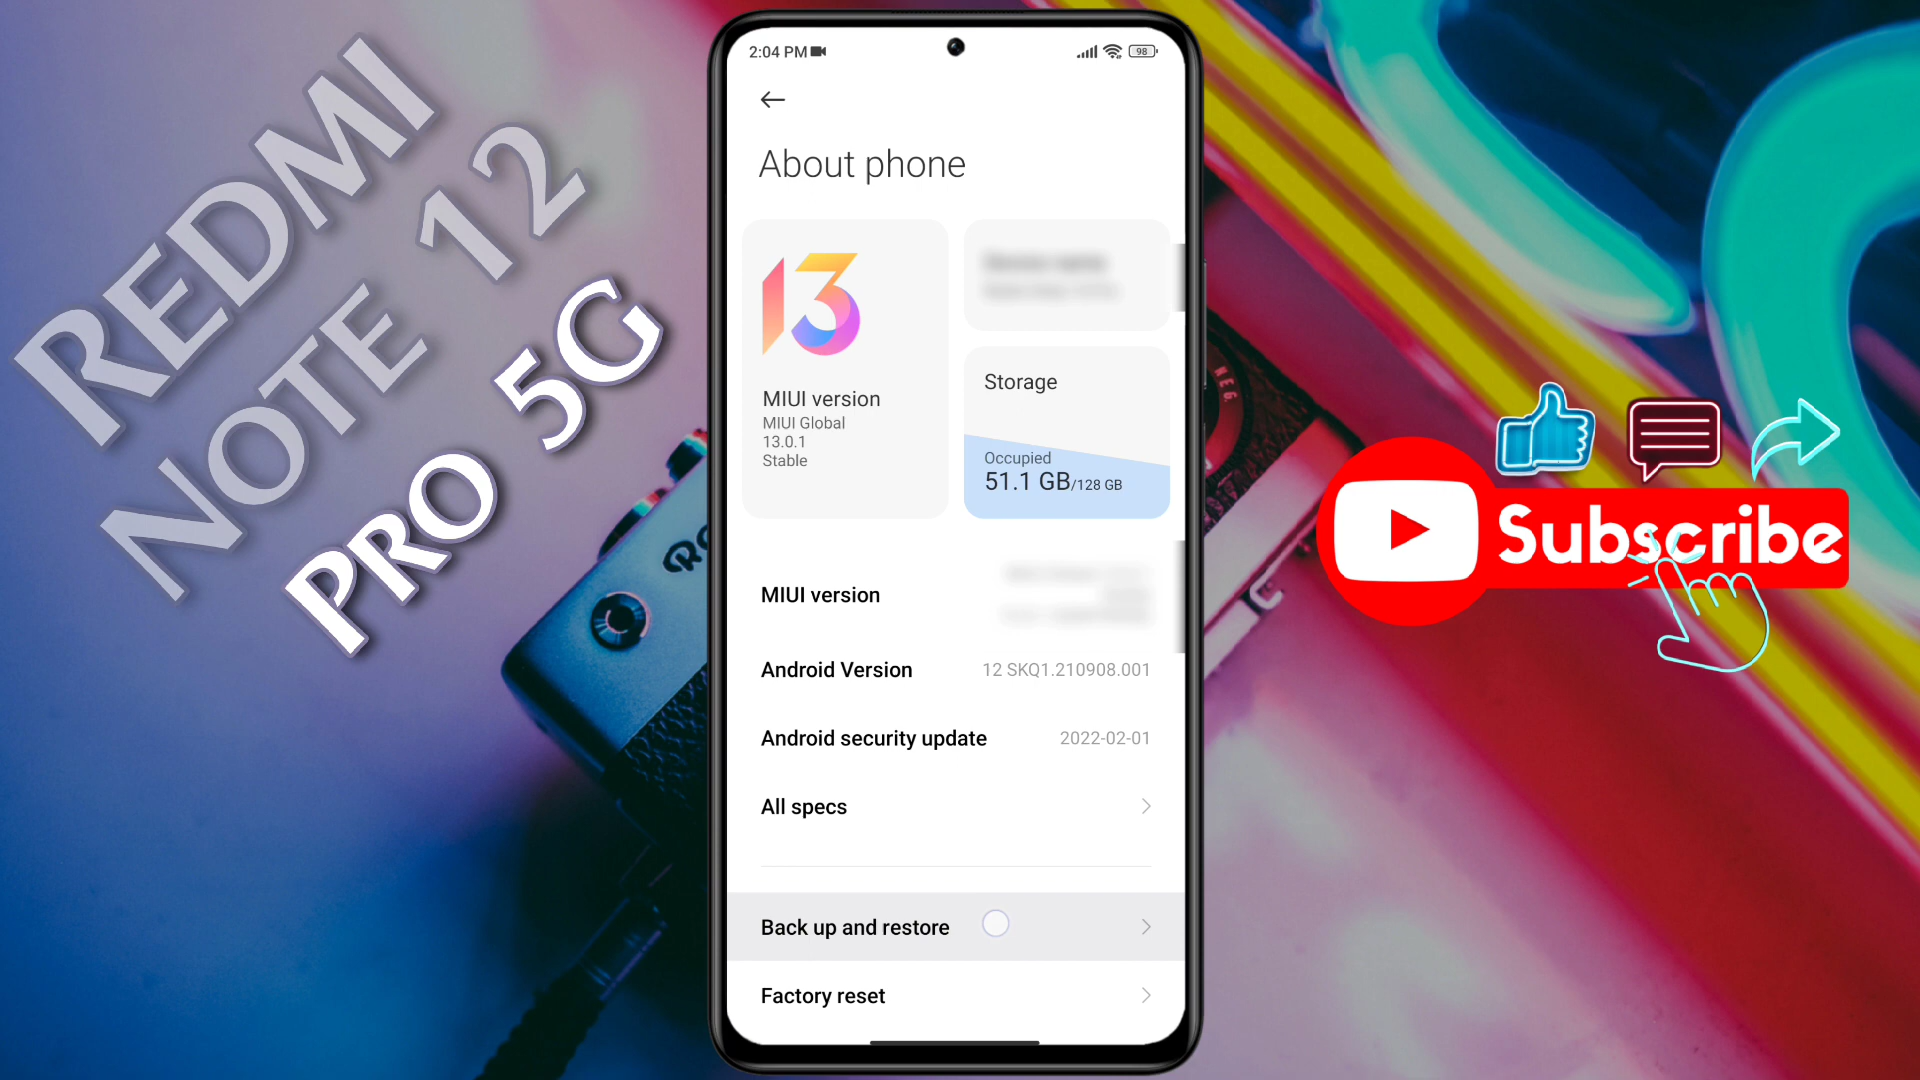 REDMI
NOTE 12
PRO 5G
2:04 PM
98
About phone
13
MIUI version
MIUI Global
13.0.1
Stable
Storage
Occupied
51.1 GB/128 GB
MIUI version
Android Version
12 SKQ1.210908.001
Android security update
2022-02-01
All specs
Back up and restore
Factory reset
NEG.
Subscribe